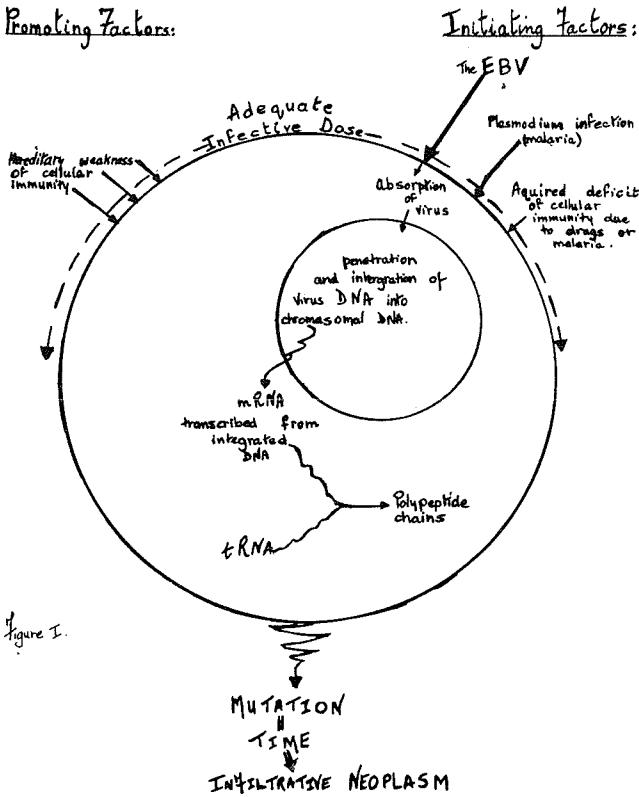 Promoting Factors:
Initiating Factors:
The EBV
Adequate
Infective Dose
Plasmodium infection
(malaria)
Hereditary weakness
of cellular
immunity
Absorption
of
virus
Aquired deficit
of cellular
immunity due
to drugs or
malaria.
penetration
and intergration of
virus DNA into
chromasomal DNA.
mRNA
transcribed from
integrated
DNA
Polypeptide
chains
tRNA
Figure I.
MUTATION
TIME
INFILTRATIVE NEOPLASM